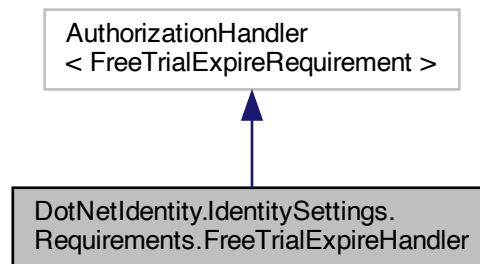 AuthorizationHandler
< FreeTrialExpireRequirement >
DotNetIdentity.IdentitySettings.
Requirements.FreeTrialExpireHandler